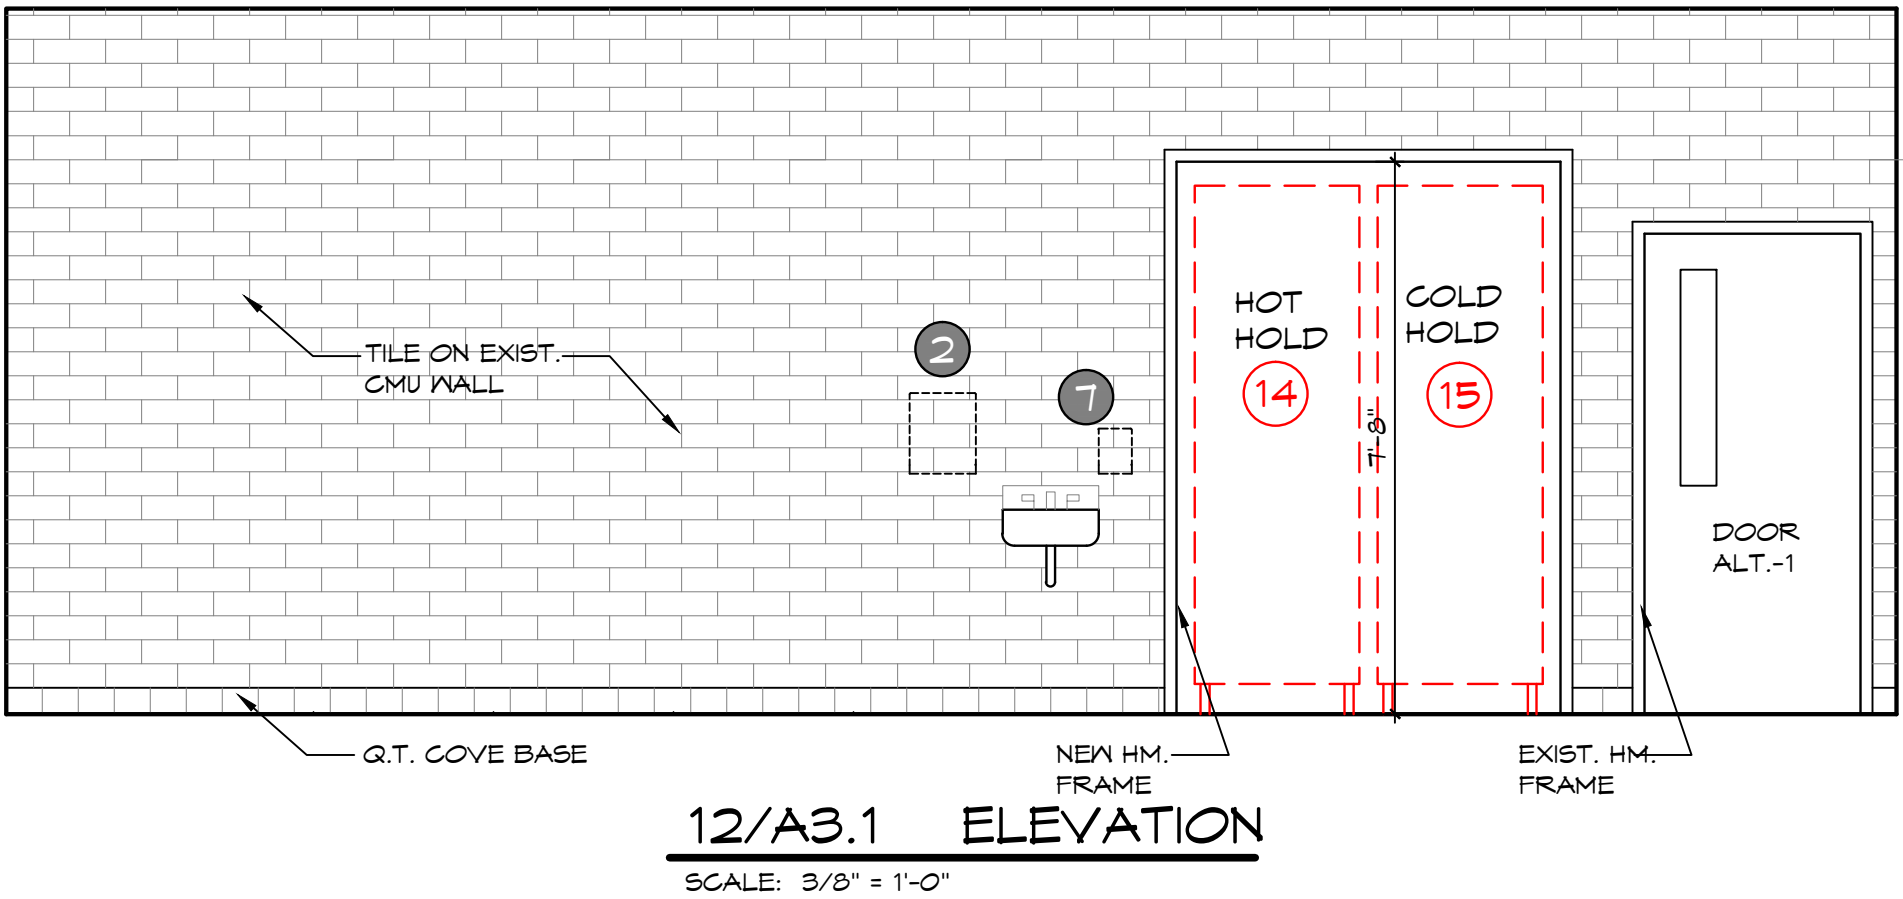 HOT
HOLD
14
COLD
HOLD
15
2
7
TILE ON EXIST.
CMU WALL
7'-8"
DOOR
ALT.-1
Q.T. COVE BASE
NEW HM.
FRAME
EXIST. HM.
FRAME
12/A3.1 ELEVATION
SCALE: 3/8" = 1'-0"